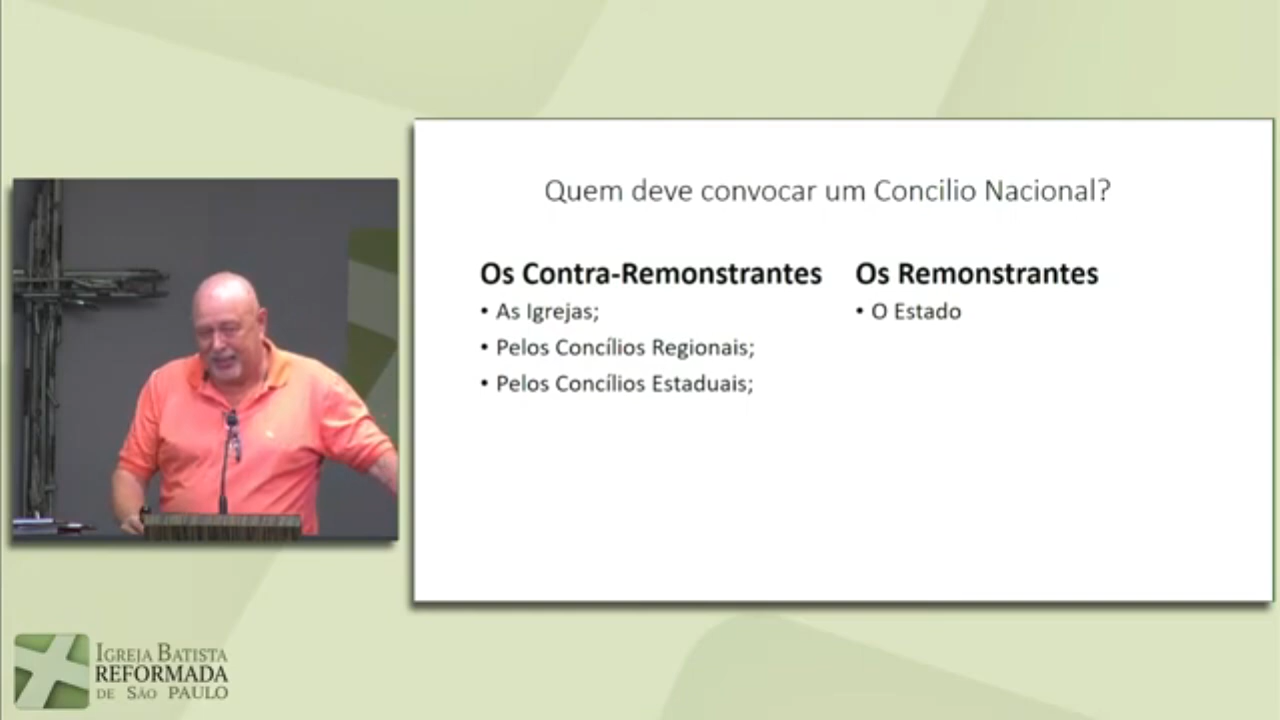 Quem deve convocar um Concilio Nacional?
Os Contra-Remonstrantes
• As Igrejas;
• Pelos Concílios Regionais;
• Pelos Concílios Estaduais;
Os Remonstrantes
• O Estado
IGREJA BATISTA
REFORMADA
DE SÃO PAULO